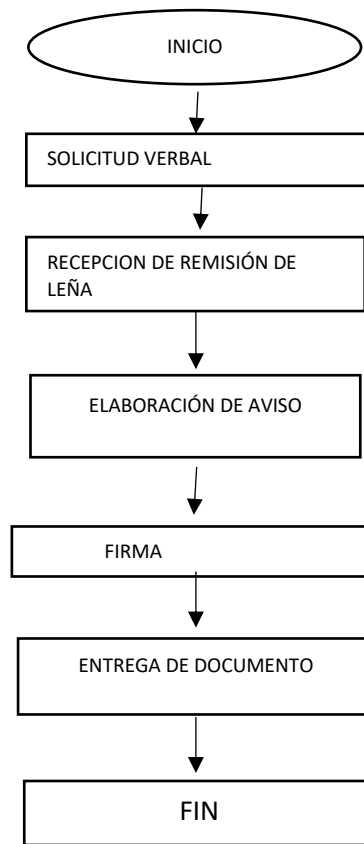 INICIO
SOLICITUD VERBAL
RECEPCION DE REMISIÓN DE
LEÑA
ELABORACIÓN DE AVISO
FIRMA
ENTREGA DE DOCUMENTO
FIN